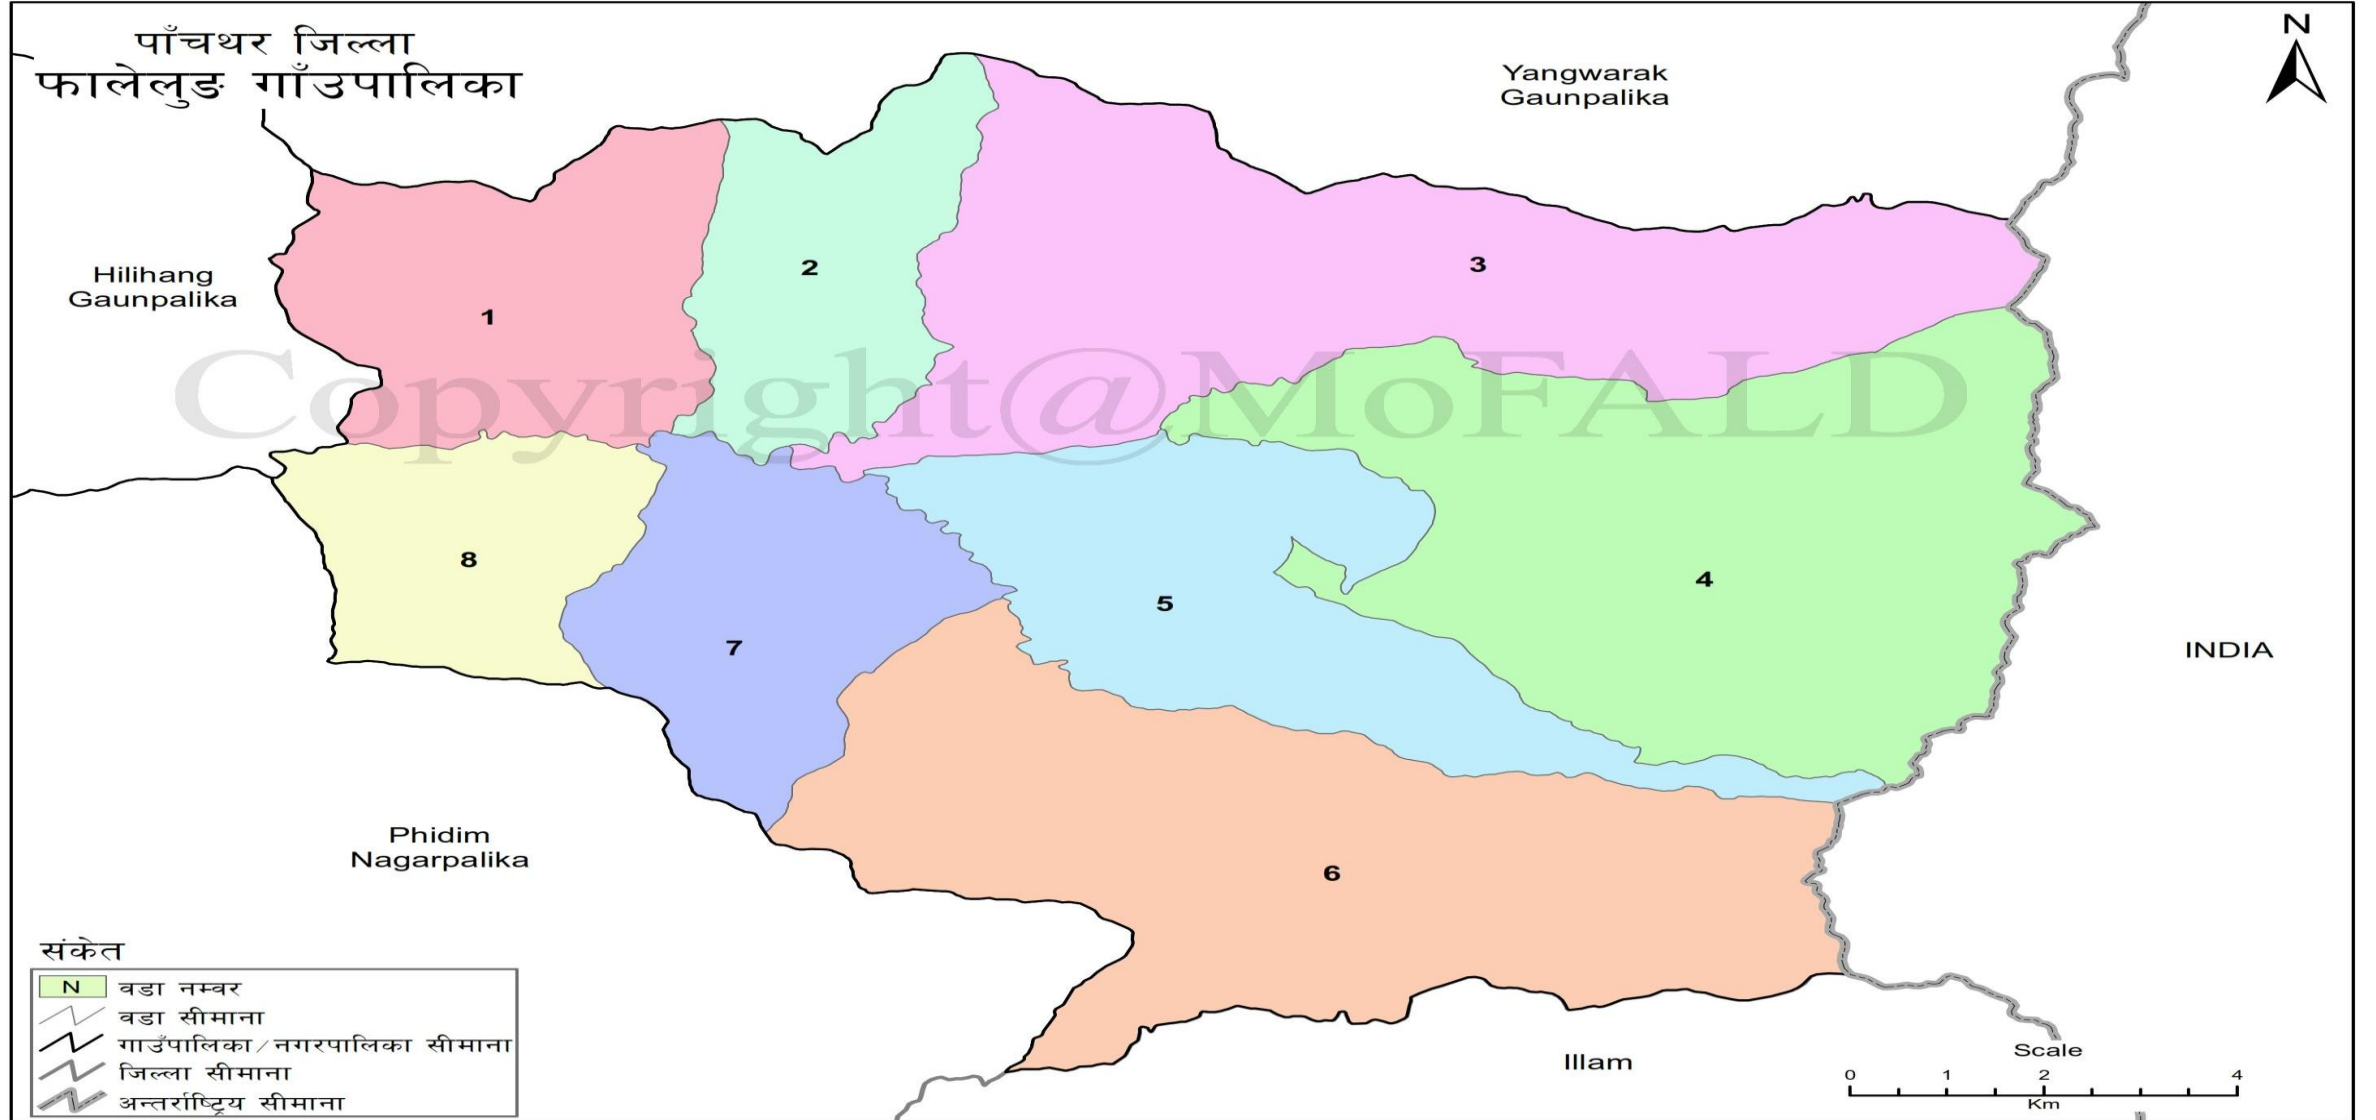 पाँचथर जिल्ला
फालेलुङ गाँउपालिका
N
Yangwarak
Gaunpalika
Hilihang
Gaunpalika
1
2
3
Copyright@MoFALD
8
7
5
4
INDIA
6
Phidim
Nagarpalika
Illam
संकेत
N वडा नम्वर
वडा सीमाना
गाउँपालिका/नगरपालिका सीमाना
जिल्ला सीमाना
अन्तर्राष्ट्रिय सीमाना
Scale
0 1 2 4
Km